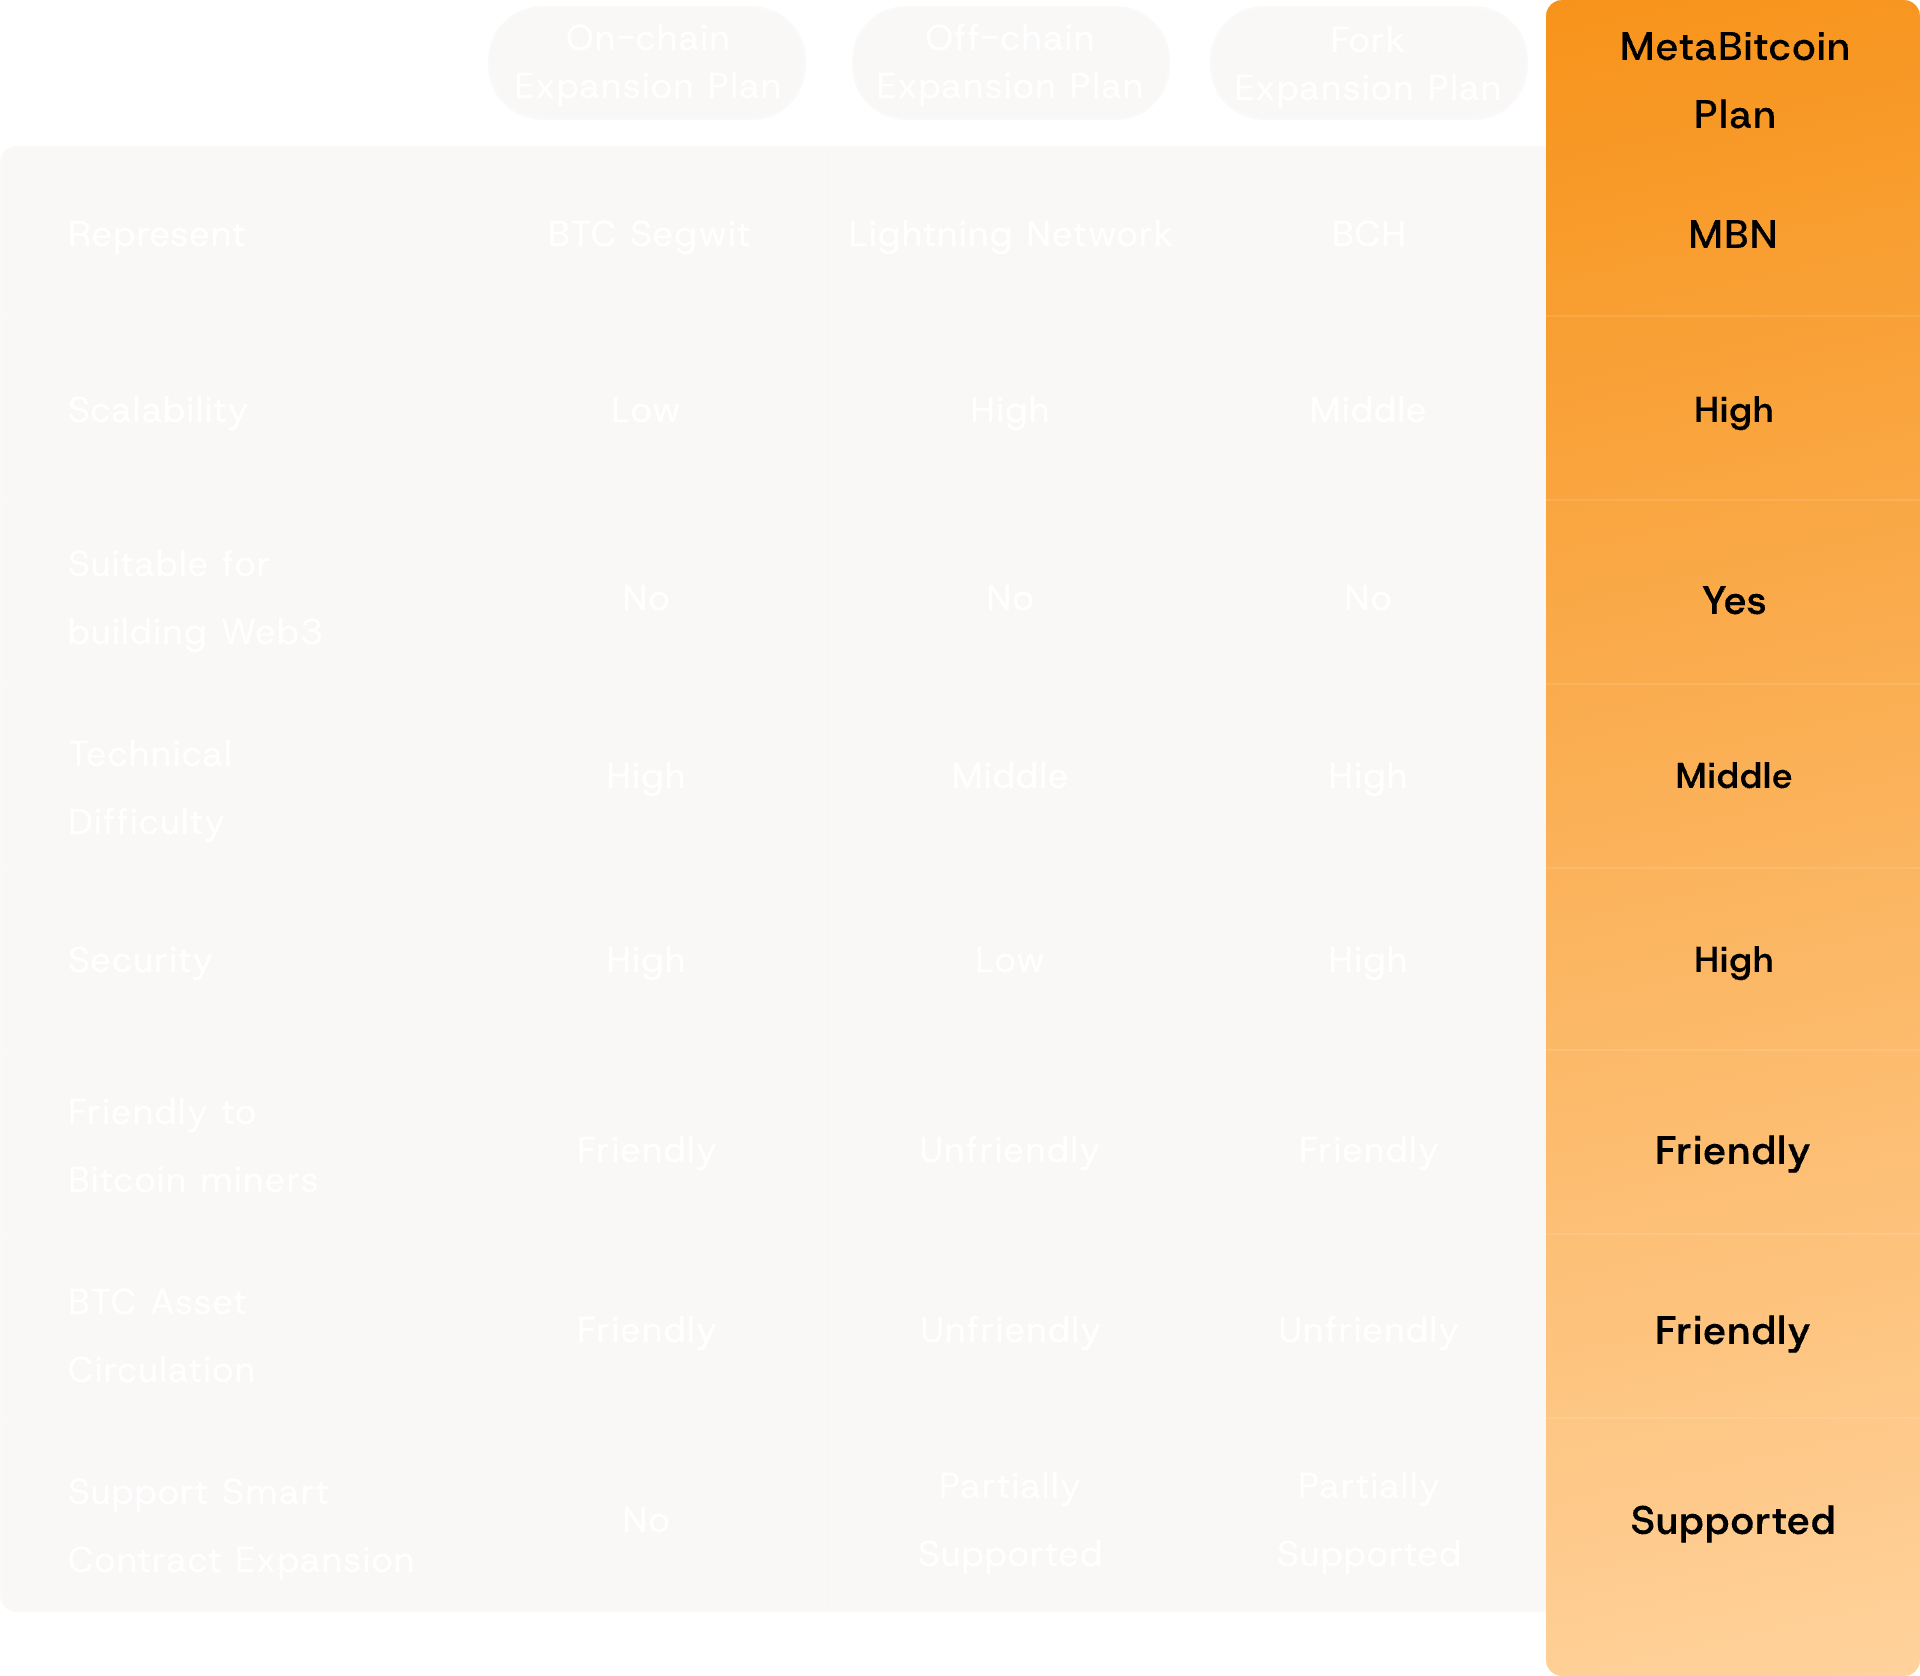 On-chain
Expansion Plan
Off-chain
Expansion Plan
Fork
Expansion Plan
MetaBitcoin
Plan
Represent
BTC Segwit
Lightning Network
BCH
MBN
Scalability
Low
High
Middle
High
Suitable for
building Web3
No
No
No
Yes
Technical
Difficulty
High
Middle
High
Middle
Security
High
Low
High
High
Friendly to
Bitcoin miners
Friendly
Unfriendly
Friendly
Friendly
BTC Asset
Circulation
Friendly
Unfriendly
Unfriendly
Friendly
Support Smart
Contract Expansion
No
Partially
Supported
Partially
Supported
Supported